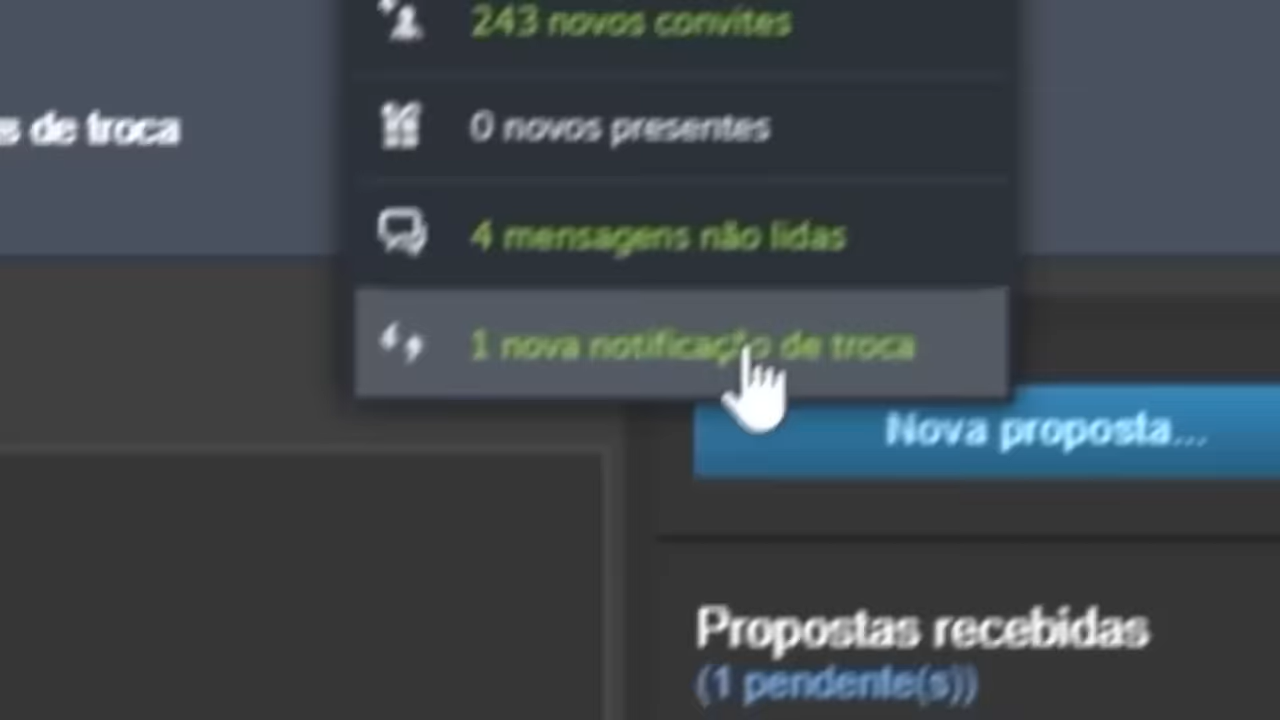 243 novos convites
s de troca
0 novos presentes
4 mensagens não lidas
1 nova notificação de troca
Nova proposta...
Propostas recebidas
(1 pendente(s))